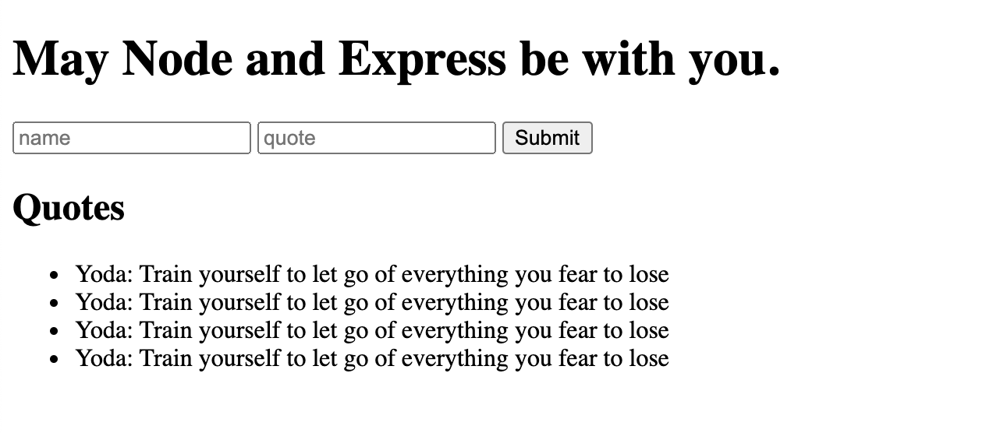 May Node and Express be with you.
name quote Submit
Quotes
Yoda: Train yourself to let go of everything you fear to lose
Yoda: Train yourself to let go of everything you fear to lose
Yoda: Train yourself to let go of everything you fear to lose
Yoda: Train yourself to let go of everything you fear to lose